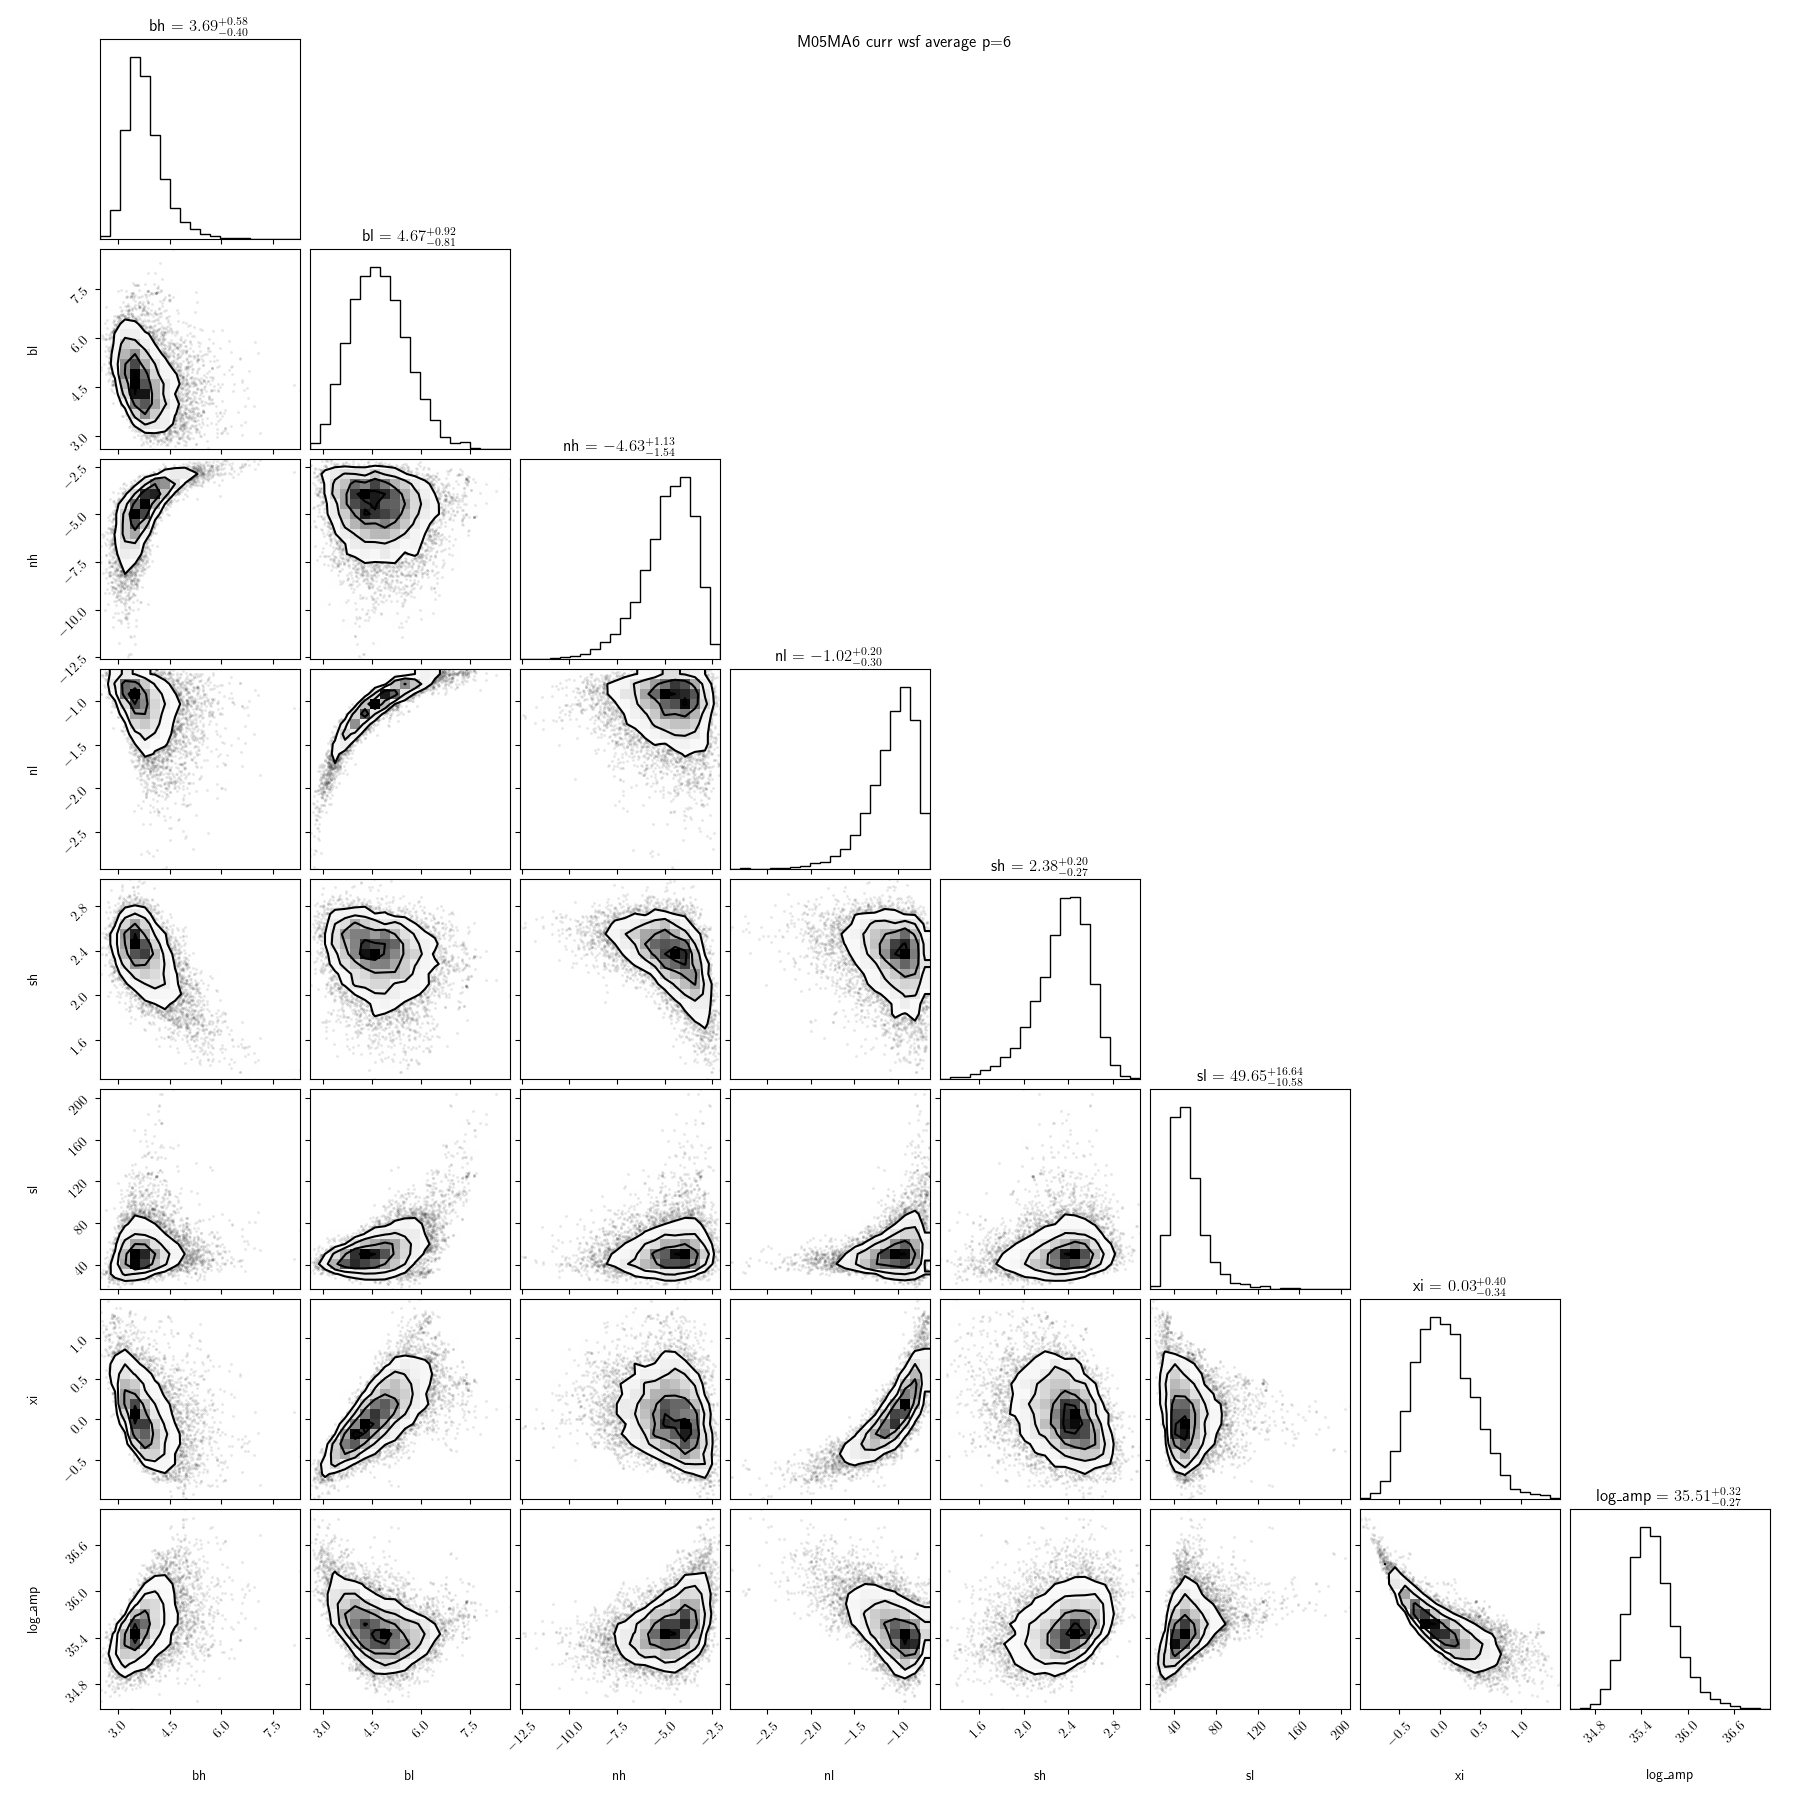 bh = 3.69+0.58−0.40
M05MA6 curr wsf average p=6
bl = 4.67+0.92−0.81
bl
7.5
6.0
4.5
3.0
nh = −4.63+1.13−1.54
nh
−2.5
−5.0
−7.5
−10.0
−12.5
nl = −1.02+0.20−0.30
nl
−1.0
−1.5
−2.0
−2.5
sh = 2.38+0.20−0.27
sh
2.8
2.4
2.0
1.6
sl = 49.65+16.64−10.58
sl
200
160
120
80
40
xi = 0.03+0.40−0.34
xi
1.0
0.5
0.0
−0.5
log_amp = 35.51+0.32−0.27
log_amp
36.6
36.0
35.4
34.8
3.0 4.5 6.0 7.5
3.0 4.5 6.0 7.5
−12.5 −10.0 −7.5 −5.0 −2.5
−2.5 −2.0 −1.5 −1.0
1.6 2.0 2.4 2.8
40 80 120 160 200
−0.5 0.0 0.5 1.0
34.8 35.4 36.0 36.6
bh bl nh nl sh sl xi log_amp